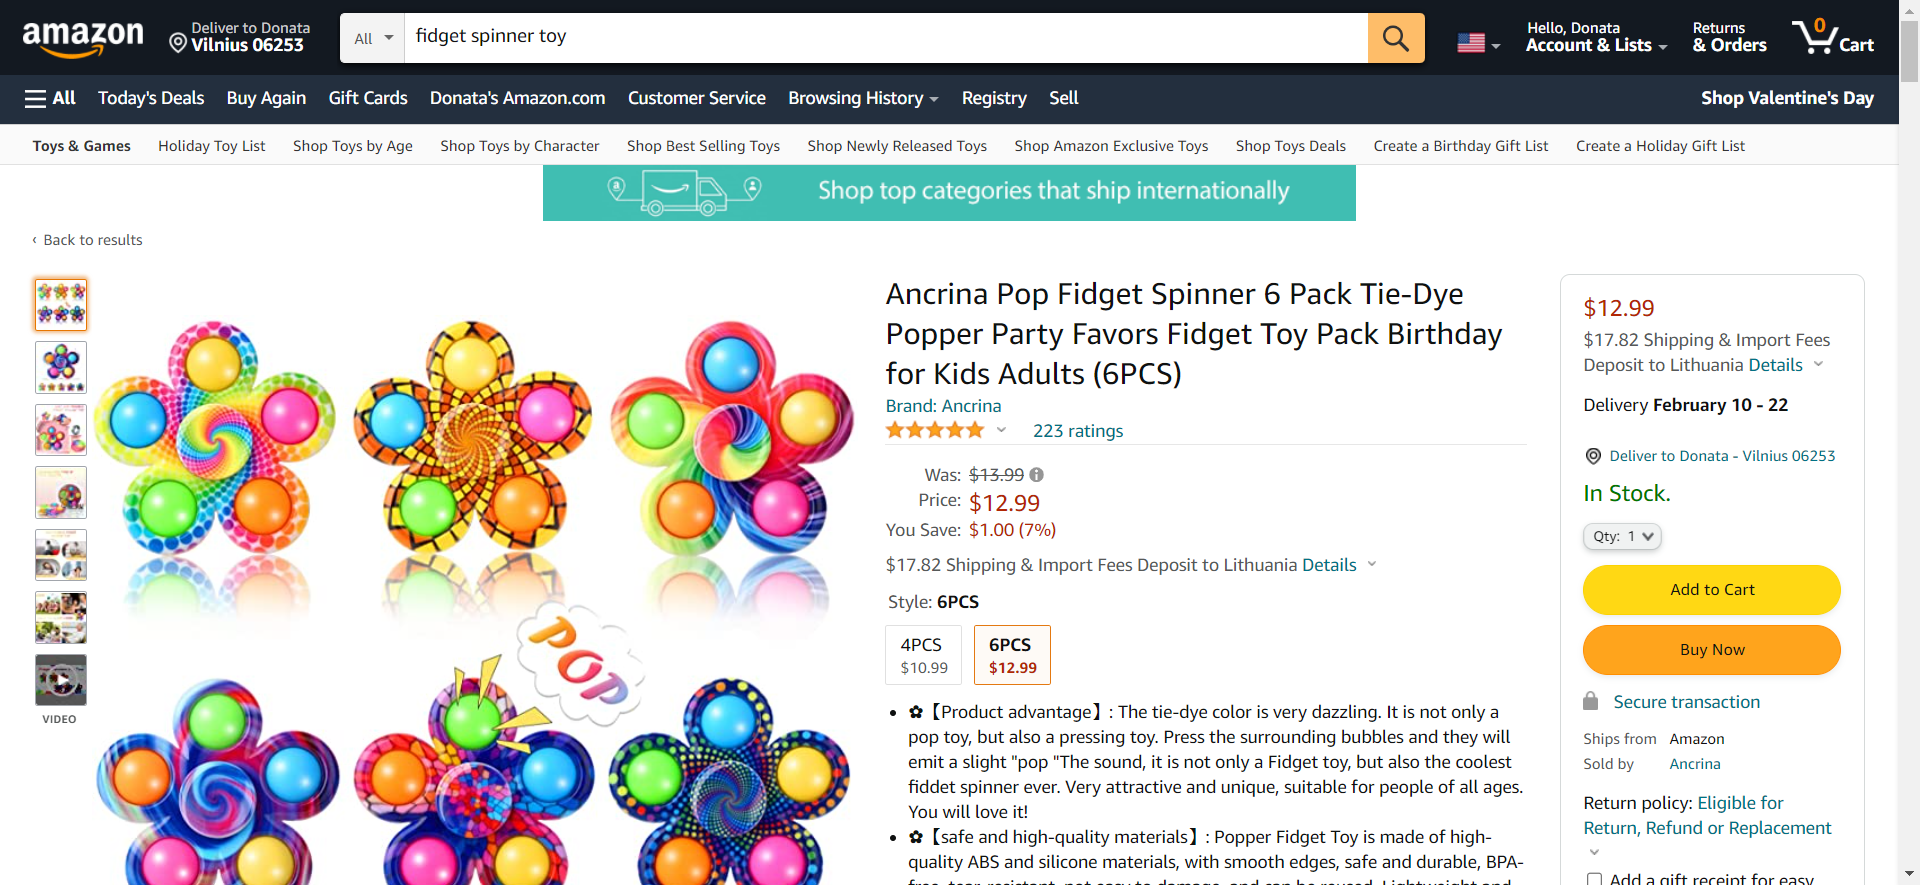 amazon
Deliver to Donata
Vilnius 06253
All
fidget spinner toy
Hello, Donata
Account & Lists
Returns
& Orders
0
Cart
All
Today's Deals
Buy Again
Gift Cards
Donata's Amazon.com
Customer Service
Browsing History
Registry
Sell
Shop Valentine's Day
Toys & Games
Holiday Toy List
Shop Toys by Age
Shop Toys by Character
Shop Best Selling Toys
Shop Newly Released Toys
Shop Amazon Exclusive Toys
Shop Toys Deals
Create a Birthday Gift List
Create a Holiday Gift List
Shop top categories that ship internationally
‹ Back to results
VIDEO
POP
Ancrina Pop Fidget Spinner 6 Pack Tie-Dye
Popper Party Favors Fidget Toy Pack Birthday
for Kids Adults (6PCS)
Brand: Ancrina
223 ratings
Was: $13.99
Price: $12.99
You Save: $1.00 (7%)
$17.82 Shipping & Import Fees Deposit to Lithuania Details
Style: 6PCS
4PCS
$10.99
6PCS
$12.99
• ✿【Product advantage】: The tie-dye color is very dazzling. It is not only a
pop toy, but also a pressing toy. Press the surrounding bubbles and they will
emit a slight "pop "The sound, it is not only a Fidget toy, but also the coolest
fiddet spinner ever. Very attractive and unique, suitable for people of all ages.
You will love it!
• ✿【safe and high-quality materials】: Popper Fidget Toy is made of high-
quality ABS and silicone materials, with smooth edges, safe and durable, BPA-
$12.99
$17.82 Shipping & Import Fees
Deposit to Lithuania Details
Delivery February 10 - 22
Deliver to Donata - Vilnius 06253
In Stock.
Qty: 1
Add to Cart
Buy Now
Secure transaction
Ships from Amazon
Sold by Ancrina
Return policy: Eligible for
Return, Refund or Replacement
Add a gift receipt for easy